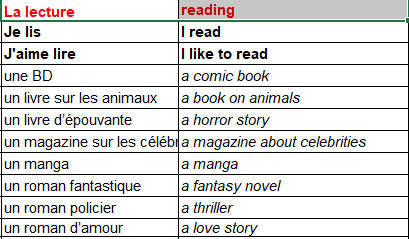 La lecture reading
Je lis I read
J'aime lire I like to read
une BD a comic book
un livre sur les animaux a book on animals
un livre d'épouvante a horror story
un magazine sur les célébr a magazine about celebrities
un manga a manga
un roman fantastique a fantasy novel
un roman policier a thriller
un roman d'amour a love story